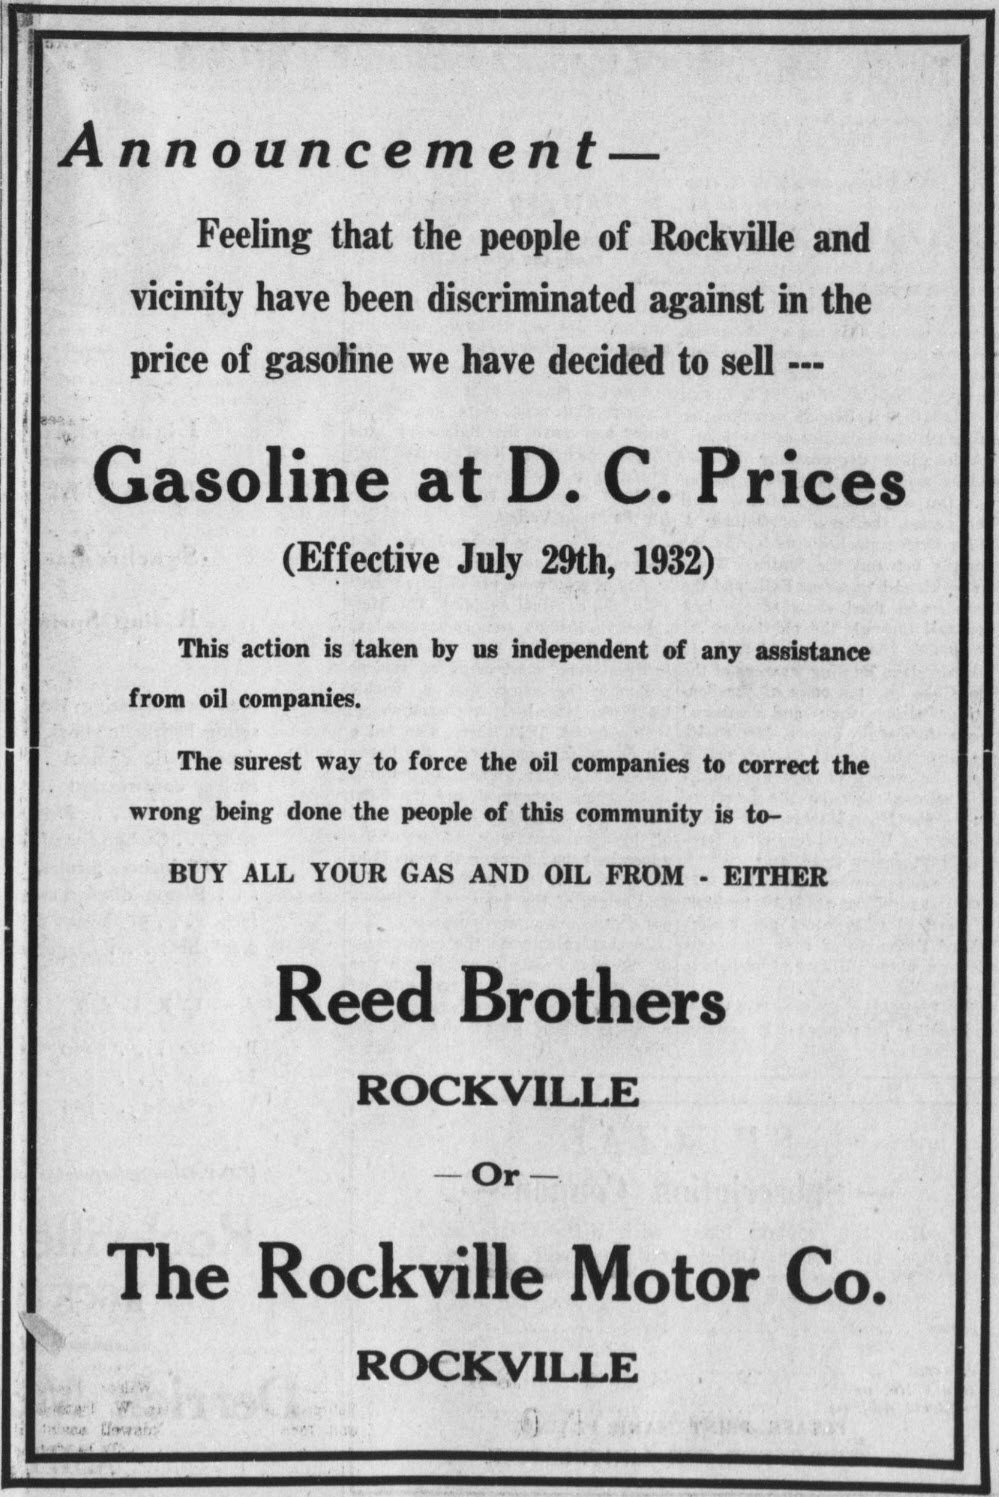 Announcement—
Feeling that the people of Rockville and
vicinity have been discriminated against in the
price of gasoline we have decided to sell ---
Gasoline at D. C. Prices
(Effective July 29th, 1932)
This action is taken by us independent of any assistance
from oil companies.
The surest way to force the oil companies to correct the
wrong being done the people of this community is to–
BUY ALL YOUR GAS AND OIL FROM - EITHER
Reed Brothers
ROCKVILLE
— Or —
The Rockville Motor Co.
ROCKVILLE